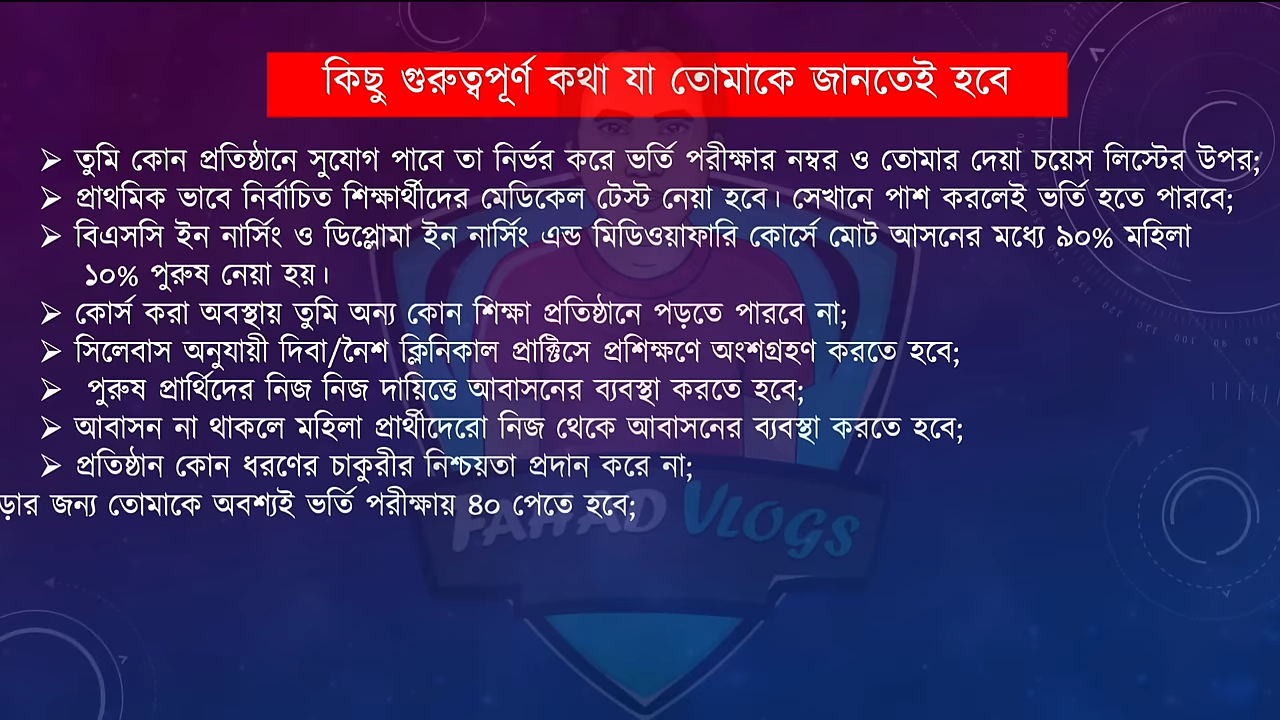 কিছু গুরুত্বপূর্ণ কথা যা তোমাকে জানতেই হবে
➢ তুমি কোন প্রতিষ্ঠানে সুযোগ পাবে তা নির্ভর করে ভর্তি পরীক্ষার নম্বর ও তোমার দেয়া চয়েস লিস্টের উপর;
➢ প্রাথমিক ভাবে নির্বাচিত শিক্ষার্থীদের মেডিকেল টেস্ট নেয়া হবে। সেখানে পাশ করলেই ভর্তি হতে পারবে;
➢ বিএসসি ইন নার্সিং ও ডিপ্লোমা ইন নার্সিং এন্ড মিডিওয়াফারি কোর্সে মোট আসনের মধ্যে ৯০% মহিলা
১০% পুরুষ নেয়া হয়।
➢ কোর্স করা অবস্থায় তুমি অন্য কোন শিক্ষা প্রতিষ্ঠানে পড়তে পারবে না;
➢ সিলেবাস অনুযায়ী দিবা/নৈশ ক্লিনিকাল প্রাক্টিসে প্রশিক্ষণে অংশগ্রহণ করতে হবে;
➢ পুরুষ প্রার্থিদের নিজ নিজ দায়িত্তে আবাসনের ব্যবস্থা করতে হবে;
➢ আবাসন না থাকলে মহিলা প্রার্থীদেরো নিজ থেকে আবাসনের ব্যবস্থা করতে হবে;
➢ প্রতিষ্ঠান কোন ধরণের চাকুরীর নিশ্চয়তা প্রদান করে না;
ড়ার জন্য তোমাকে অবশ্যই ভর্তি পরীক্ষায় ৪০ পেতে হবে;
FAHAD VLOGS